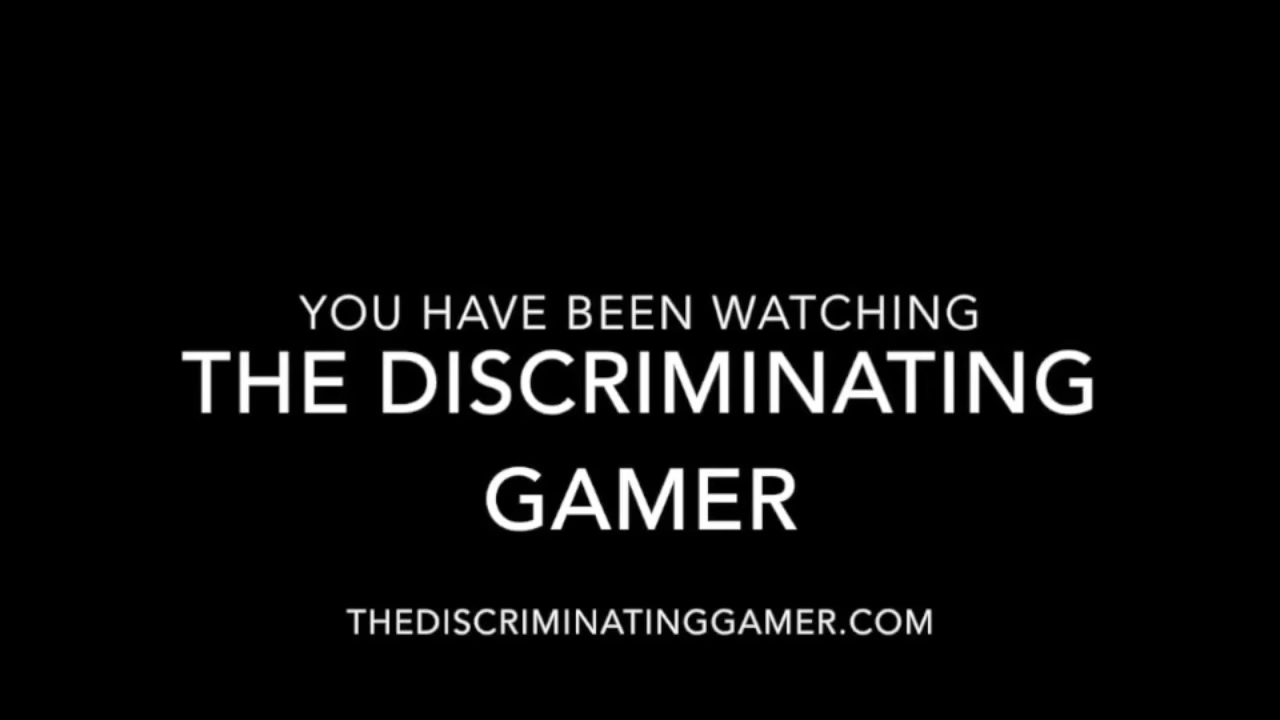 YOU HAVE BEEN WATCHING
THE DISCRIMINATING
GAMER
THEDISCRIMINATINGGAMER.COM